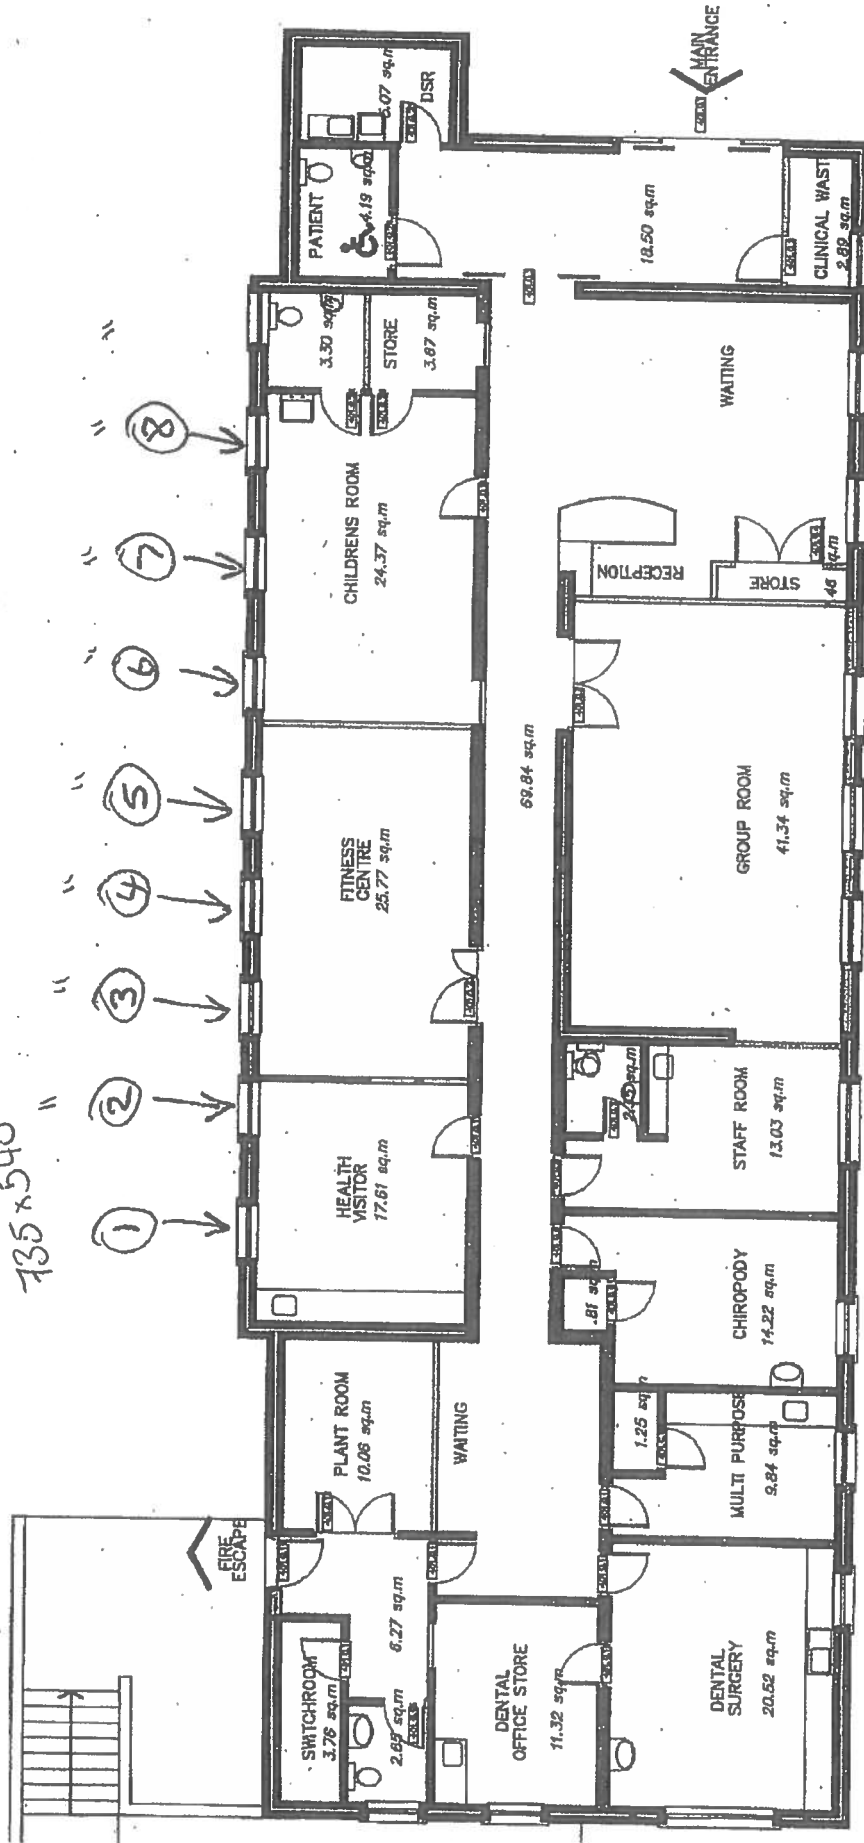 735x540
"
"
"
"
"
"
"
1
2
3
4
5
6
7
8
MAIN
ENTRANCE
DSR
PATIENT
4.19 sq.m
18.50 sq.m
CLINICAL WAST
2.89 sq.m
3.30 sq.m
STORE
3.87 sq.m
WAITING
CHILDRENS ROOM
24.37 sq.m
RECEPTION
STORE
FITNESS
CENTRE
25.77 sq.m
69.84 sq.m
GROUP ROOM
41.34 sq.m
HEALTH
VISITOR
17.61 sq.m
STAFF ROOM
13.03 sq.m
CHIROPODY
14.22 sq.m
.81 sq.m
PLANT ROOM
10.06 sq.m
WAITING
1.25 sq.m
MULTI PURPOSE
9.84 sq.m
FIRE
ESCAPE
SWITCHROOM
3.76 sq.m
6.27 sq.m
2.65 sq.m
DENTAL
OFFICE STORE
11.32 sq.m
DENTAL
SURGERY
20.52 sq.m